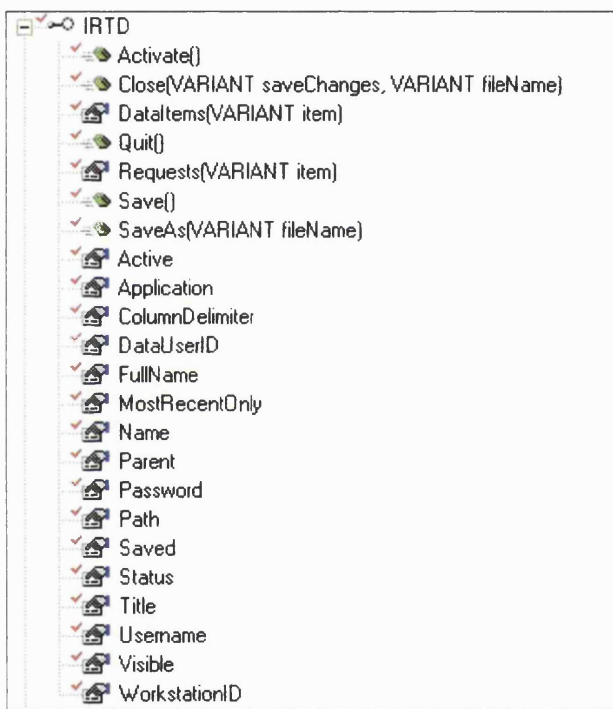 IRTD
Activate()
Close(VARIANT saveChanges, VARIANT fileName)
DataItems(VARIANT item)
Quit()
Requests(VARIANT item)
Save()
SaveAs(VARIANT fileName)
Active
Application
ColumnDelimiter
DataUserID
FullName
MostRecentOnly
Name
Parent
Password
Path
Saved
Status
Title
Username
Visible
WorkstationID